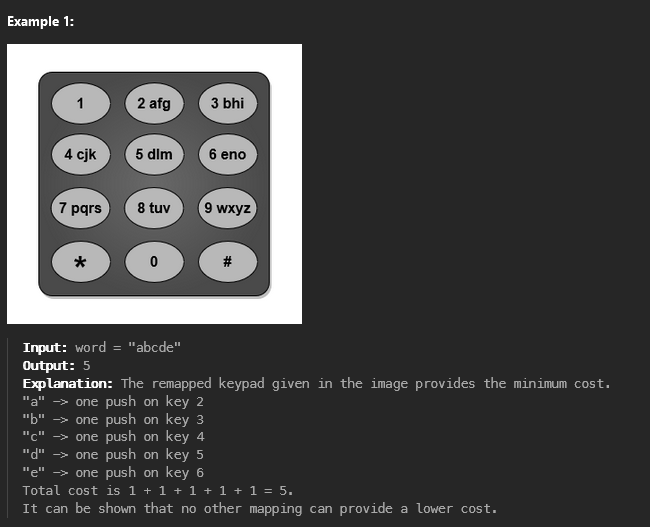 Example 1:
1
2 afg
3 bhi
4 cjk
5 dlm
6 eno
7 pqrs
8 tuv
9 wxyz
*
0
#
Input: word = "abcde"
Output: 5
Explanation: The remapped keypad given in the image provides the minimum cost.
"a" -> one push on key 2
"b" -> one push on key 3
"c" -> one push on key 4
"d" -> one push on key 5
"e" -> one push on key 6
Total cost is 1 + 1 + 1 + 1 + 1 = 5.
It can be shown that no other mapping can provide a lower cost.